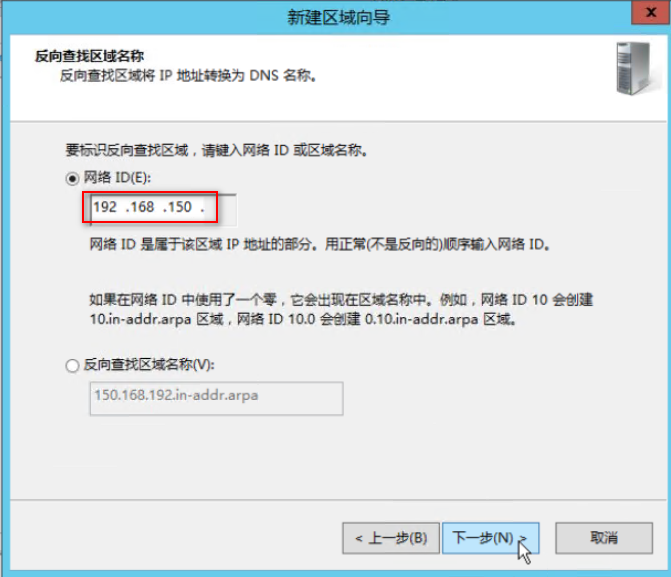 新建区域向导
x
反向查找区域名称
反向查找区域将 IP 地址转换为 DNS 名称。
要标识反向查找区域，请键入网络 ID 或区域名称。
网络 ID(E):
192 .168 .150 .
网络 ID 是属于该区域 IP 地址的部分。用正常(不是反向的)顺序输入网络 ID。
如果在网络 ID 中使用了一个零，它会出现在区域名称中。例如，网络 ID 10 会创建
10.in-addr.arpa 区域，网络 ID 10.0 会创建 0.10.in-addr.arpa 区域。
反向查找区域名称(V):
150.168.192.in-addr.arpa
< 上一步(B) 下一步(N) > 取消